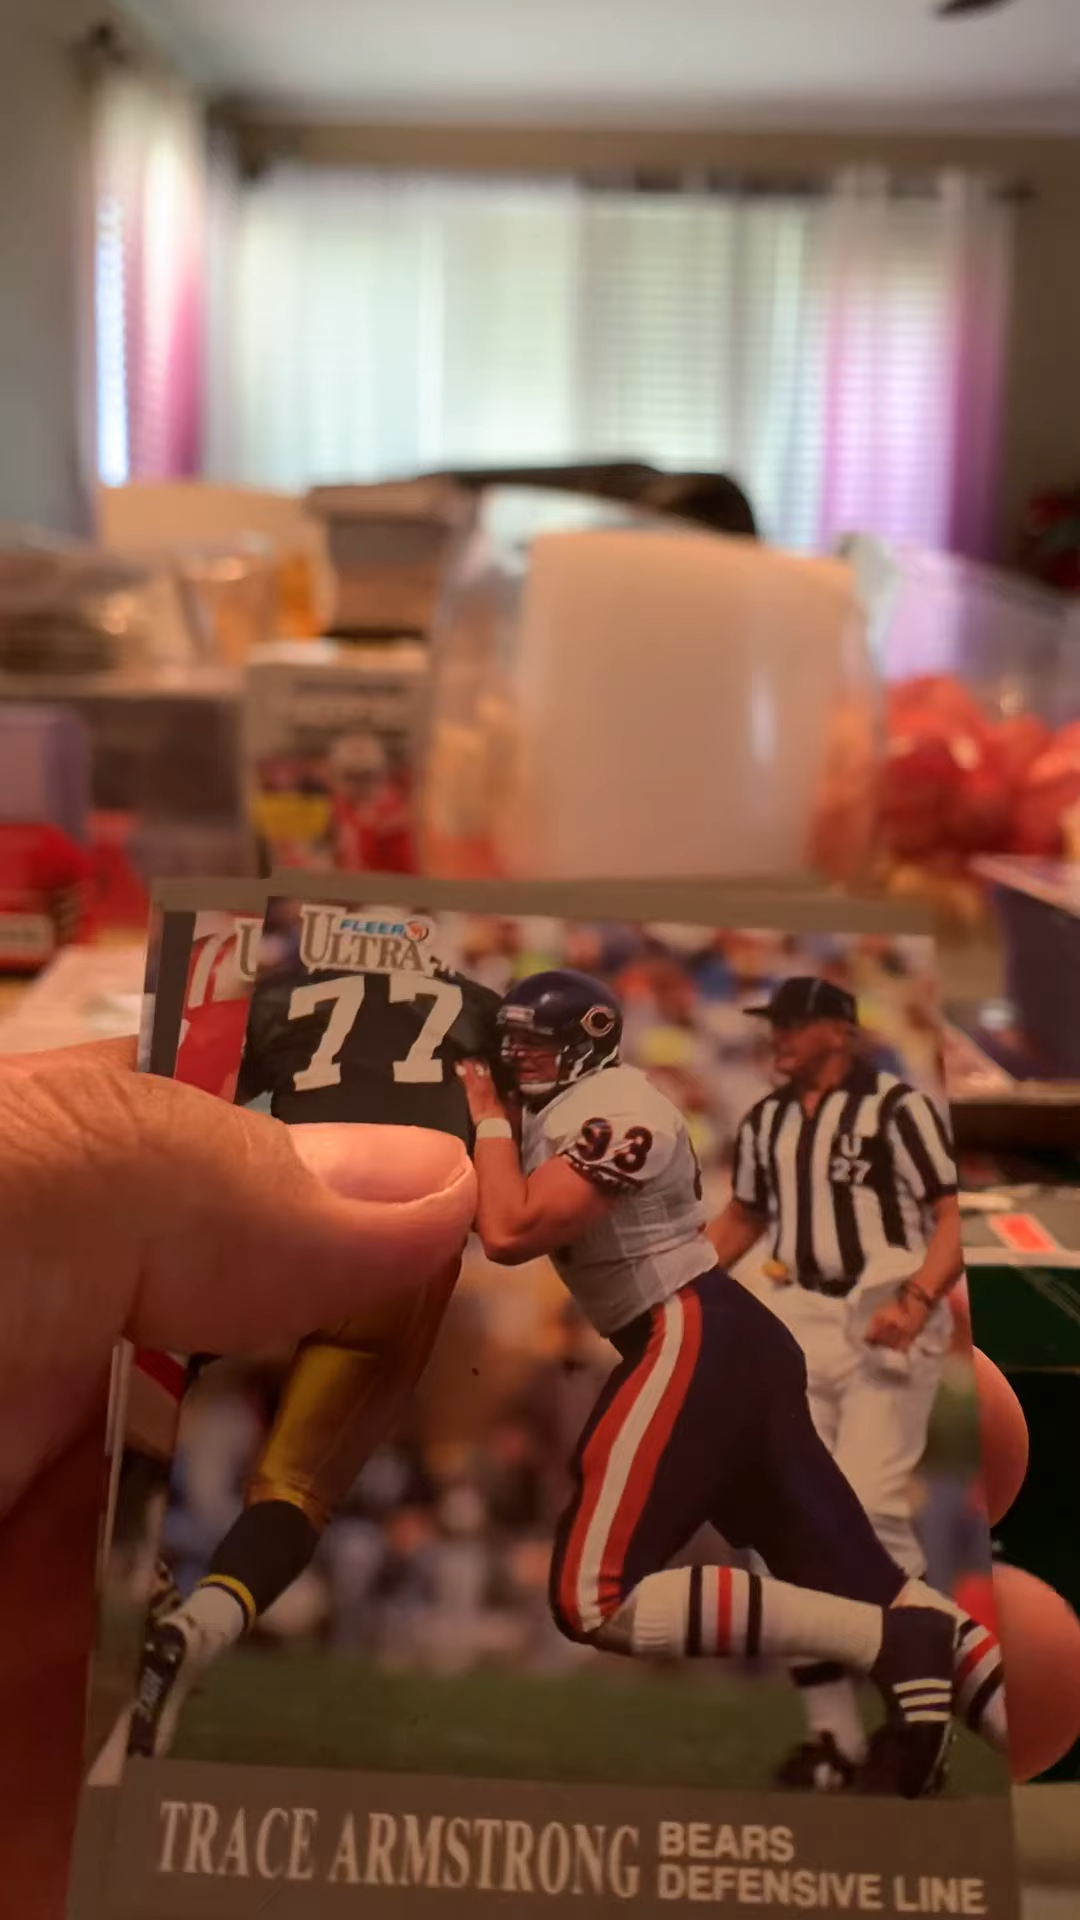 U
FLEER
ULTRA
77
93
U
27
TRACE ARMSTRONG
BEARS
DEFENSIVE LINE